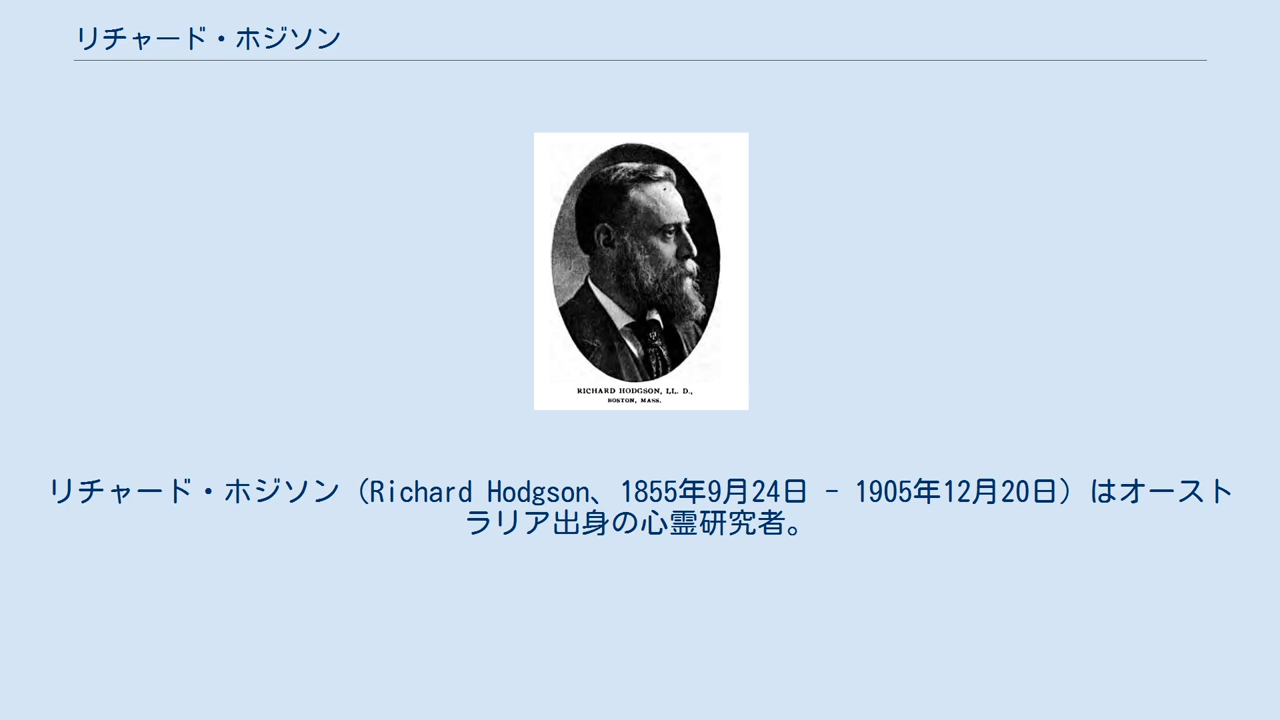 リチャード・ホジソン
RICHARD HODGSON, LL. D.,
BOSTON, MASS.
リチャード・ホジソン（Richard Hodgson、1855年9月24日 - 1905年12月20日）はオースト
ラリア出身の心霊研究者。